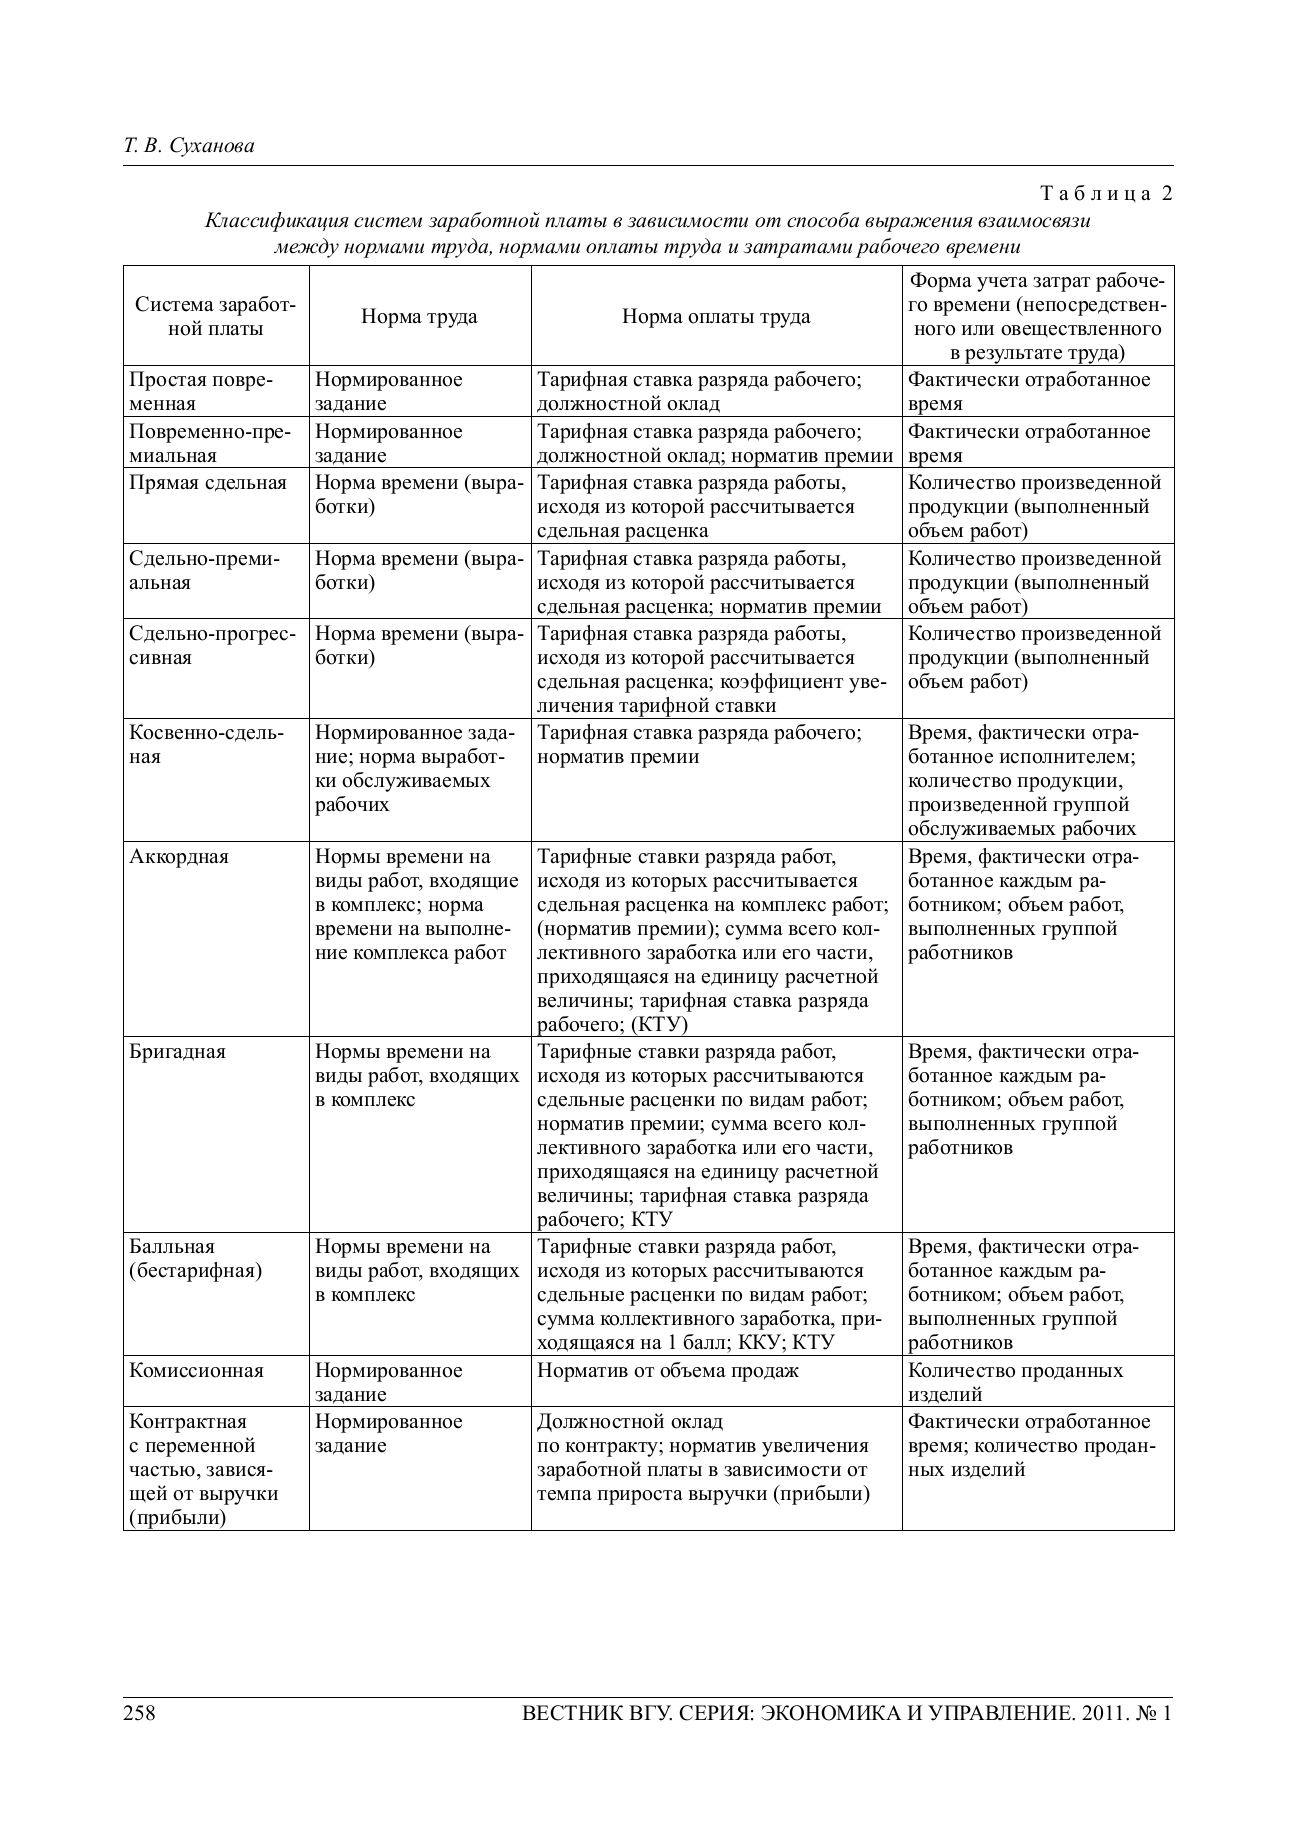 Т. В. Суханова
Таблица 2
Классификация систем заработной платы в зависимости от способа выражения взаимосвязи
между нормами труда, нормами оплаты труда и затратами рабочего времени
Система заработ-
ной платы
Норма труда
Норма оплаты труда
Форма учета затрат рабоче-
го времени (непосредствен-
ного или овеществленного
в результате труда)
Простая повре-
менная
Нормированное
задание
Тарифная ставка разряда рабочего;
должностной оклад
Фактически отработанное
время
Повременно-пре-
миальная
Нормированное
задание
Тарифная ставка разряда рабочего;
должностной оклад; норматив премии
Фактически отработанное
время
Прямая сдельная
Норма времени (выра-
ботки)
Тарифная ставка разряда работы,
исходя из которой рассчитывается
сдельная расценка
Количество произведенной
продукции (выполненный
объем работ)
Сдельно-преми-
альная
Норма времени (выра-
ботки)
Тарифная ставка разряда работы,
исходя из которой рассчитывается
сдельная расценка; норматив премии
Количество произведенной
продукции (выполненный
объем работ)
Сдельно-прогрес-
сивная
Норма времени (выра-
ботки)
Тарифная ставка разряда работы,
исходя из которой рассчитывается
сдельная расценка; коэффициент уве-
личения тарифной ставки
Количество произведенной
продукции (выполненный
объем работ)
Косвенно-сдель-
ная
Нормированное зада-
ние; норма выработ-
ки обслуживаемых
рабочих
Тарифная ставка разряда рабочего;
норматив премии
Время, фактически отра-
ботанное исполнителем;
количество продукции,
произведенной группой
обслуживаемых рабочих
Аккордная
Нормы времени на
виды работ, входящие
в комплекс; норма
времени на выполне-
ние комплекса работ
Тарифные ставки разряда работ,
исходя из которых рассчитывается
сдельная расценка на комплекс работ;
(норматив премии); сумма всего кол-
лективного заработка или его части,
приходящаяся на единицу расчетной
величины; тарифная ставка разряда
рабочего; (КТУ)
Время, фактически отра-
ботанное каждым ра-
ботником; объем работ,
выполненных группой
работников
Бригадная
Нормы времени на
виды работ, входящих
в комплекс
Тарифные ставки разряда работ,
исходя из которых рассчитываются
сдельные расценки по видам работ;
норматив премии; сумма всего кол-
лективного заработка или его части,
приходящаяся на единицу расчетной
величины; тарифная ставка разряда
рабочего; КТУ
Время, фактически отра-
ботанное каждым ра-
ботником; объем работ,
выполненных группой
работников
Балльная
(бестарифная)
Нормы времени на
виды работ, входящих
в комплекс
Тарифные ставки разряда работ,
исходя из которых рассчитываются
сдельные расценки по видам работ;
сумма коллективного заработка, при-
ходящаяся на 1 балл; ККУ; КТУ
Время, фактически отра-
ботанное каждым ра-
ботником; объем работ,
выполненных группой
работников
Комиссионная
Нормированное
задание
Норматив от объема продаж
Количество проданных
изделий
Контрактная
с переменной
частью, завися-
щей от выручки
(прибыли)
Нормированное
задание
Должностной оклад
по контракту; норматив увеличения
заработной платы в зависимости от
темпа прироста выручки (прибыли)
Фактически отработанное
время; количество продан-
ных изделий
258
ВЕСТНИК ВГУ. СЕРИЯ: ЭКОНОМИКА И УПРАВЛЕНИЕ. 2011. № 1